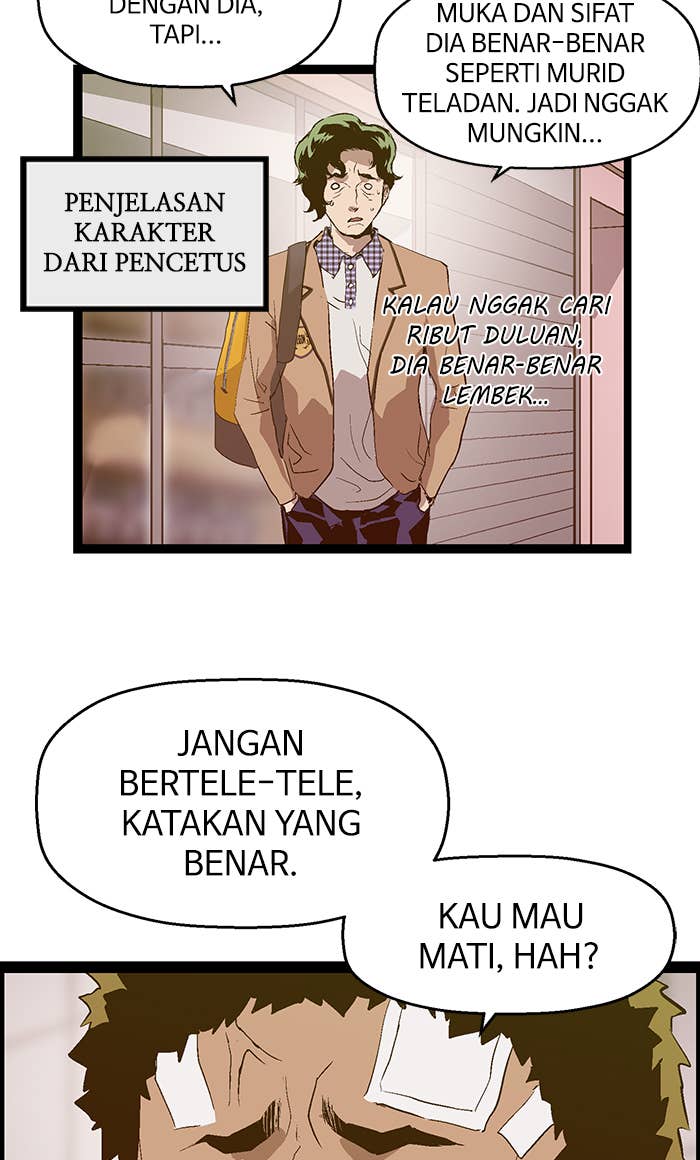 DENGAN DIA,
TAPI...
MUKA DAN SIFAT
DIA BENAR-BENAR
SEPERTI MURID
TELADAN. JADI NGGAK
MUNGKIN...
PENJELASAN
KARAKTER
DARI PENCETUS
KALAU NGGAK CARI
RIBUT DULUAN,
DIA BENAR-BENAR
LEMBEK...
JANGAN
BERTELE-TELE,
KATAKAN YANG
BENAR.
KAU MAU
MATI, HAH?